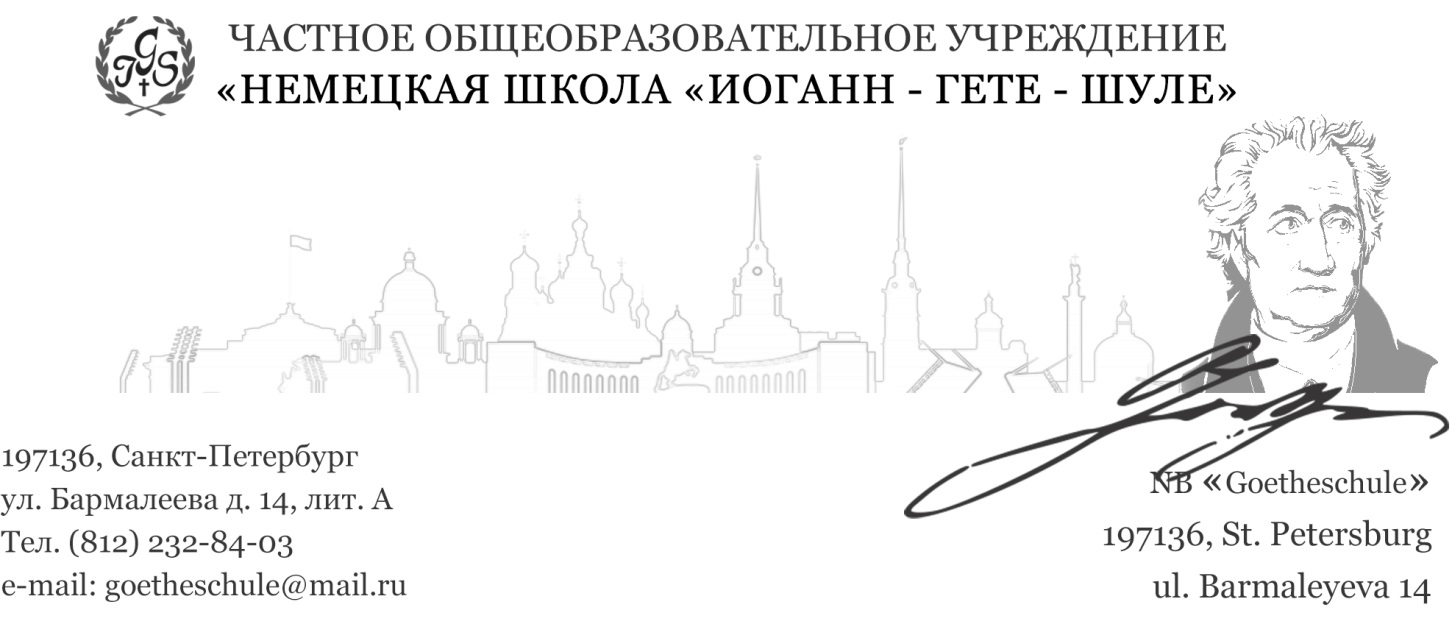 JGS
ЧАСТНОЕ ОБЩЕОБРАЗОВАТЕЛЬНОЕ УЧРЕЖДЕНИЕ
«НЕМЕЦКАЯ ШКОЛА «ИОГАНН - ГЕТЕ - ШУЛЕ»
197136, Санкт-Петербург
ул. Бармалеева д. 14, лит. А
Тел. (812) 232-84-03
e-mail: goetheschule@mail.ru
NB «Goetheschule»
197136, St. Petersburg
ul. Barmaleyeva 14